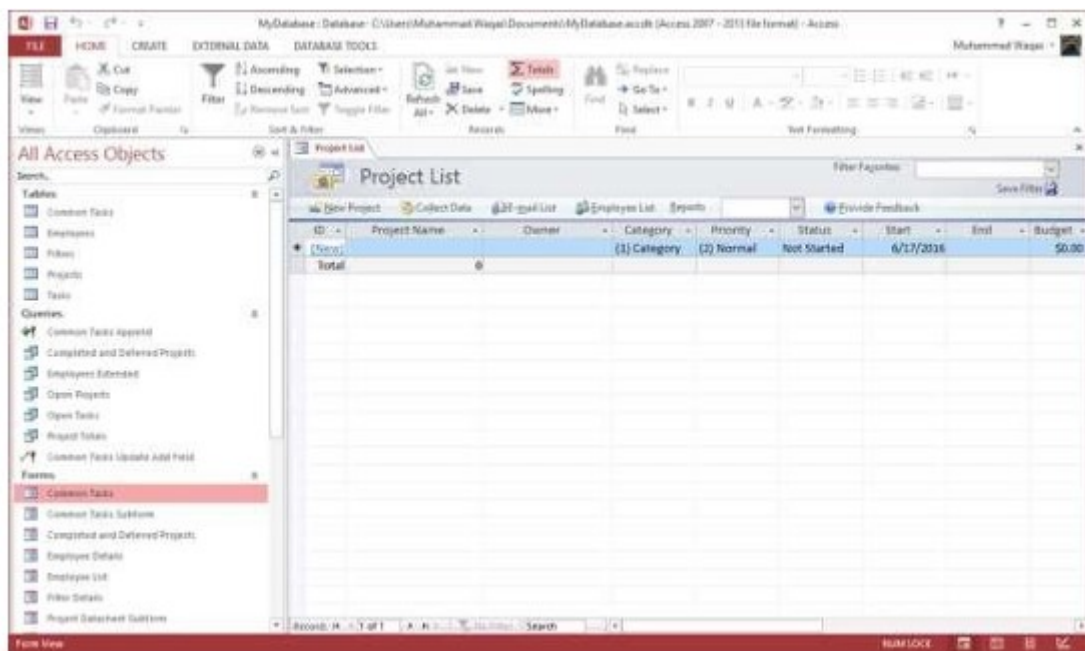 MyDatabase : Database- C:\Users\Muhammad Waqas\Documents\MyDatabase.accdb (Access 2007 - 2013 file format) - Access
FILE HOME CREATE EXTERNAL DATA DATABASE TOOLS Muhammad Waqas
View Paste Cut Copy Format Painter
Filter Ascending Descending Remove Sort Selection Advanced Toggle Filter
Refresh All New Save Delete Totals Spelling More
Find Replace Go To Select
Views Clipboard Sort & Filter Records Find Text Formatting
All Access Objects
Search..
Tables
Common Tasks
Employees
Filters
Projects
Tasks
Queries
Common Tasks Append
Completed and Deferred Projects
Employees Extended
Open Projects
Open Tasks
Project Totals
Common Tasks Update Add Field
Forms
Common Tasks
Common Tasks Subform
Completed and Deferred Projects
Employee Details
Employee List
Filter Details
Project Datasheet Subform
Project List
Project List
Filter Favorites
Save Filter
New Project Collect Data E-mail List Employee List Reports Provide Feedback
ID Project Name Owner Category Priority Status Start End Budget
(New) (1) Category (2) Normal Not Started 6/17/2016 $0.00
Total 0
Record: 1 of 1 No Filter Search
Form View NUM LOCK